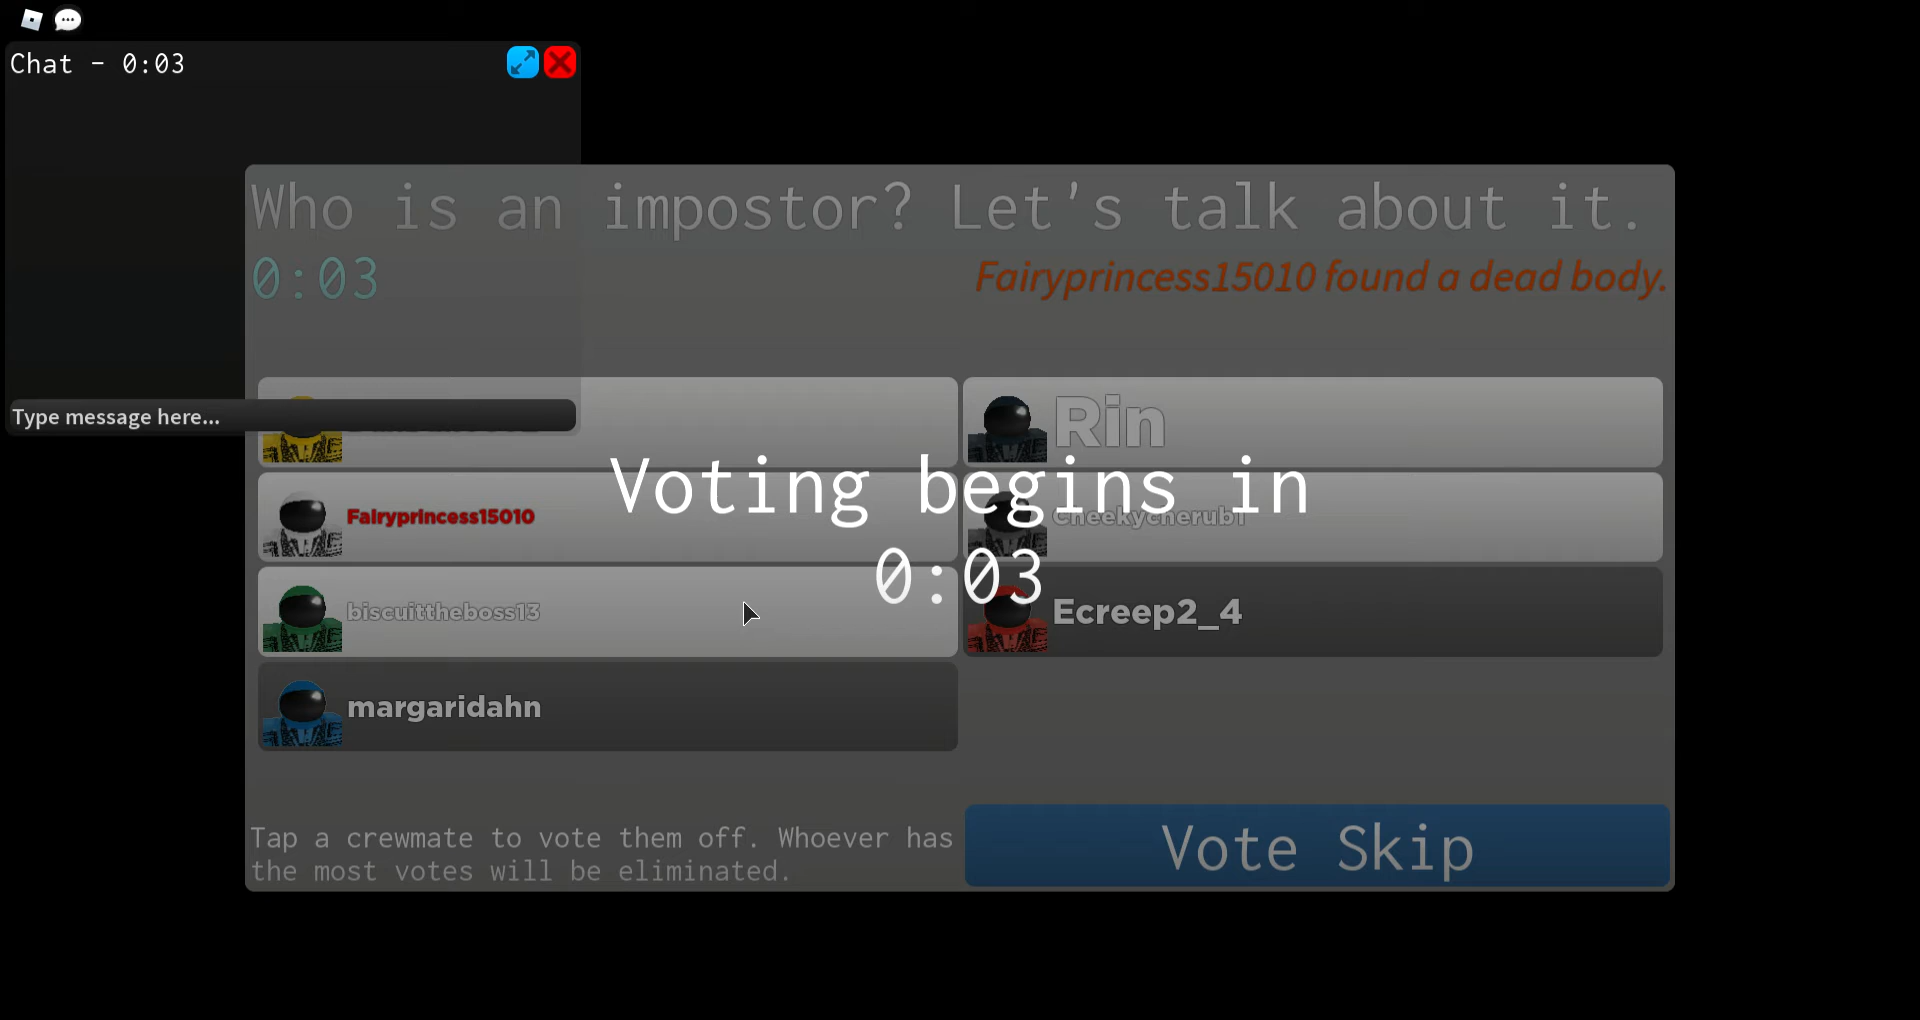 Chat - 0:03
Who is an impostor? Let's talk about it.
0:03
Fairyprincess15010 found a dead body.
Type message here...
Rin
Voting begins in
0:03
Fairyprincess15010
Cheekycherub1
biscuittheboss13
Ecreep2_4
margaridahn
Tap a crewmate to vote them off. Whoever has
the most votes will be eliminated.
Vote Skip